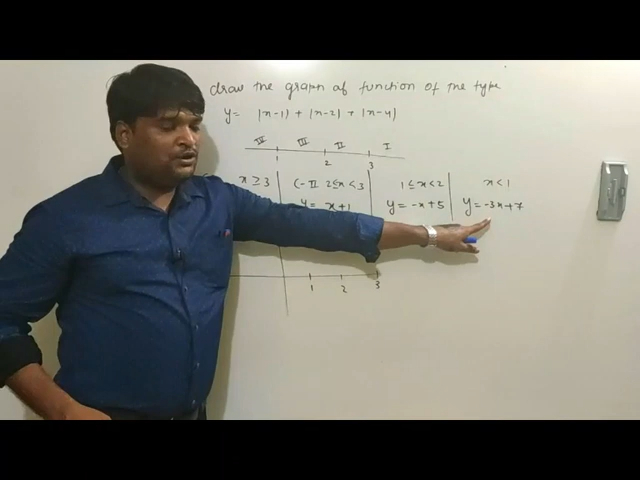 draw the graph of function of the type
y= |x-1| + |x-2| + |x-4|
IV III II I
1 2 3
x ≥ 3 C-II 2≤x<3 1≤x<2 x<1
y= x+1 y= -x+5 y= -3x+7
1 2 3